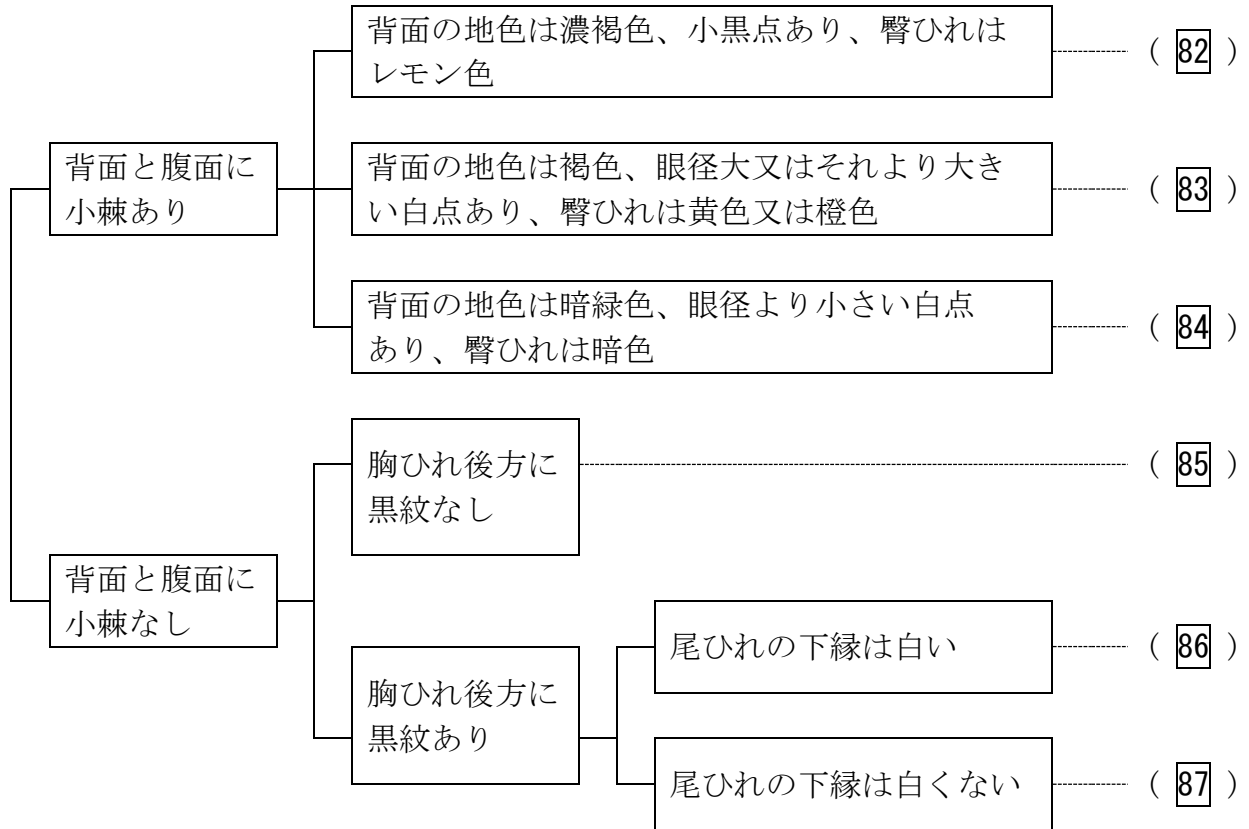 背面の地色は濃褐色、小黒点あり、臀ひれは
レモン色
( 82 )
背面と腹面に
小棘あり
背面の地色は褐色、眼径大又はそれより大き
い白点あり、臀ひれは黄色又は橙色
( 83 )
背面の地色は暗緑色、眼径より小さい白点
あり、臀ひれは暗色
( 84 )
胸ひれ後方に
黒紋なし
( 85 )
背面と腹面に
小棘なし
胸ひれ後方に
黒紋あり
尾ひれの下縁は白い
( 86 )
尾ひれの下縁は白くない
( 87 )